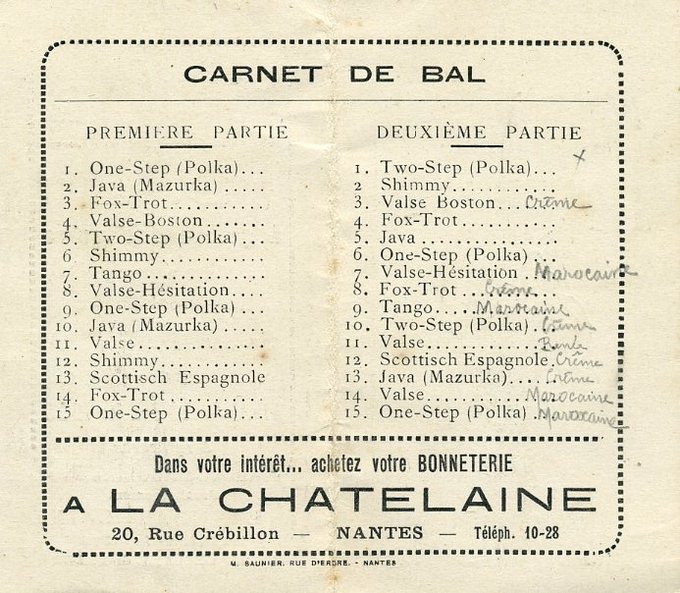 CARNET DE BAL
PREMIERE PARTIE
1. One-Step (Polka)...
2. Java (Mazurka).....
3. Fox-Trot............
4. Valse-Boston.......
5. Two-Step (Polka)...
6. Shimmy.............
7. Tango...............
8. Valse-Hésitation....
9. One-Step (Polka)...
10. Java (Mazurka).....
11. Valse................
12. Shimmy.............
13. Scottisch Espagnole
14. Fox-Trot............
15. One-Step (Polka)...
DEUXIÈME PARTIE
1. Two-Step (Polka)... x
2 Shimmy............
3. Valse Boston....... Crême
4. Fox-Trot...........
5. Java................
6. One-Step (Polka)...
7. Valse-Hésitation . Marocaine
8. Fox-Trot... Crême
9. Tango.... Marocaine
10. Two-Step (Polka). Crême
11. Valse...............
12. Scottisch Espagnole Crême
13. Java (Mazurka)..... Crême
14. Valse............. Marocaine
15. One-Step (Polka). Marocaine
Dans votre intérêt... achetez votre BONNETERIE
A LA CHATELAINE
20, Rue Crébillon — NANTES — Téléph. 10-28
M. SAUNIER. RUE D'ERDRE. - NANTES